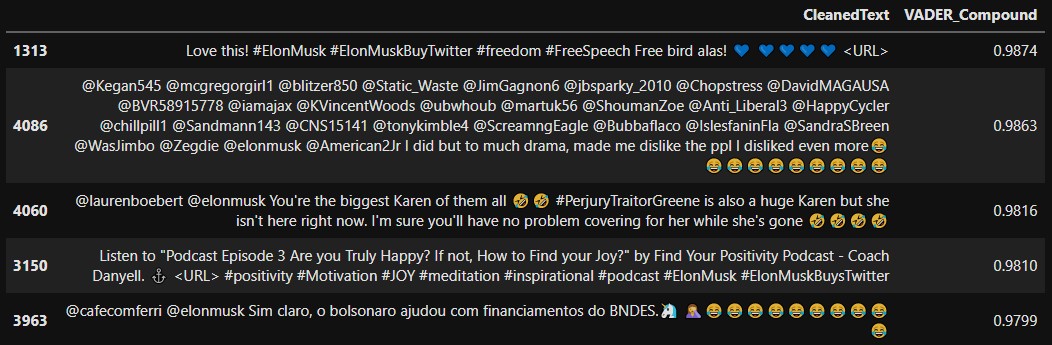 CleanedText VADER_Compound
1313 Love this! #ElonMusk #ElonMuskBuyTwitter #freedom #FreeSpeech Free bird alas! 💙 💙 💙 💙 💙 <URL> 0.9874
@Kegan545 @mcgregorgirl1 @blitzer850 @Static_Waste @JimGagnon6 @jbsparky_2010 @Chopstress @DavidMAGAUSA
@BVR58915778 @iamajax @KVincentWoods @ubwhoub @martuk56 @ShoumanZoe @Anti_Liberal3 @HappyCycler
4086 @chillpill1 @Sandmann143 @CNS15141 @tonykimble4 @ScreamngEagle @Bubbaflaco @IslesfaninFla @SandraSBreen 0.9863
@WasJimbo @Zegdie @elonmusk @American2Jr I did but to much drama, made me dislike the ppl I disliked even more😂
😂 😂 😂 😂 😂 😂 😂 😂 😂
@laurenboebert @elonmusk You're the biggest Karen of them all 🤣 🤣 #PerjuryTraitorGreene is also a huge Karen but she
4060 isn't here right now. I'm sure you'll have no problem covering for her while she's gone 🤣 🤣 🤣 🤣 0.9816
Listen to "Podcast Episode 3 Are you Truly Happy? If not, How to Find your Joy?" by Find Your Positivity Podcast - Coach
3150 Danyell. ⚓ <URL> #positivity #Motivation #JOY #meditation #inspirational #podcast #ElonMusk #ElonMuskBuysTwitter 0.9810
3963 @cafecomferri @elonmusk Sim claro, o bolsonaro ajudou com financiamentos do BNDES.🦄 🤦‍♀️ 😂 😂 😂 😂 😂 😂 😂 😂 😂 0.9799
😂